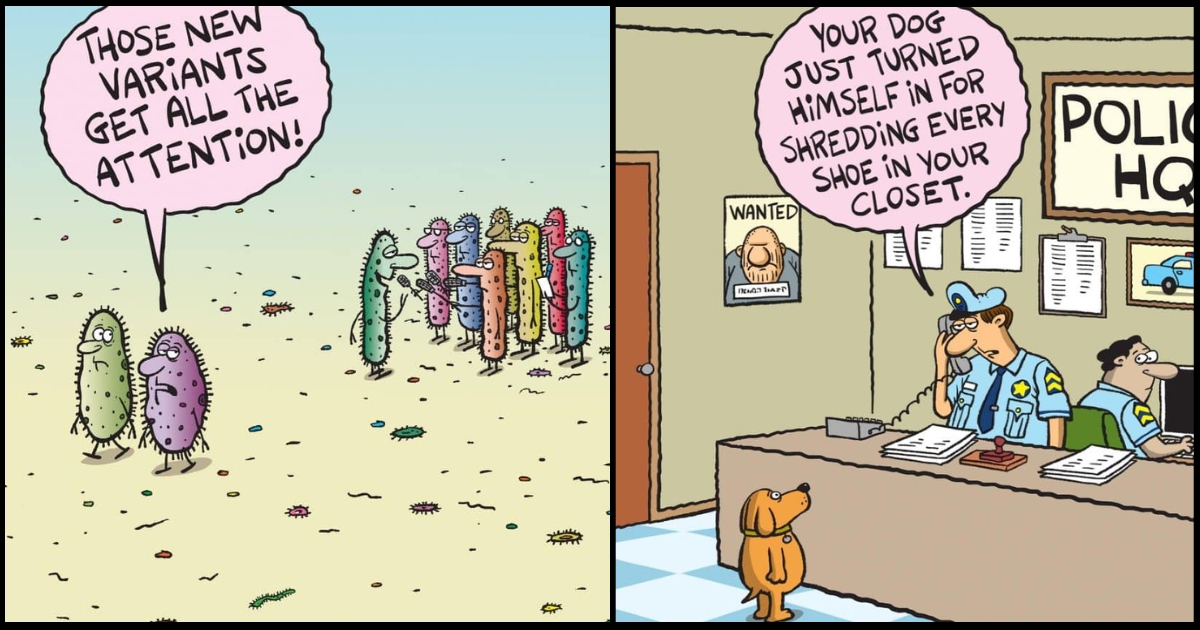 THOSE NEW
VARiANTS
GET ALL THE
ATTENTiON!
YOUR DOG
JUST TURNED
HiMSELF iN FOR
SHREDDiNG EVERY
SHOE iN YOUR
CLOSET.
POLIC
HQ
WANTED